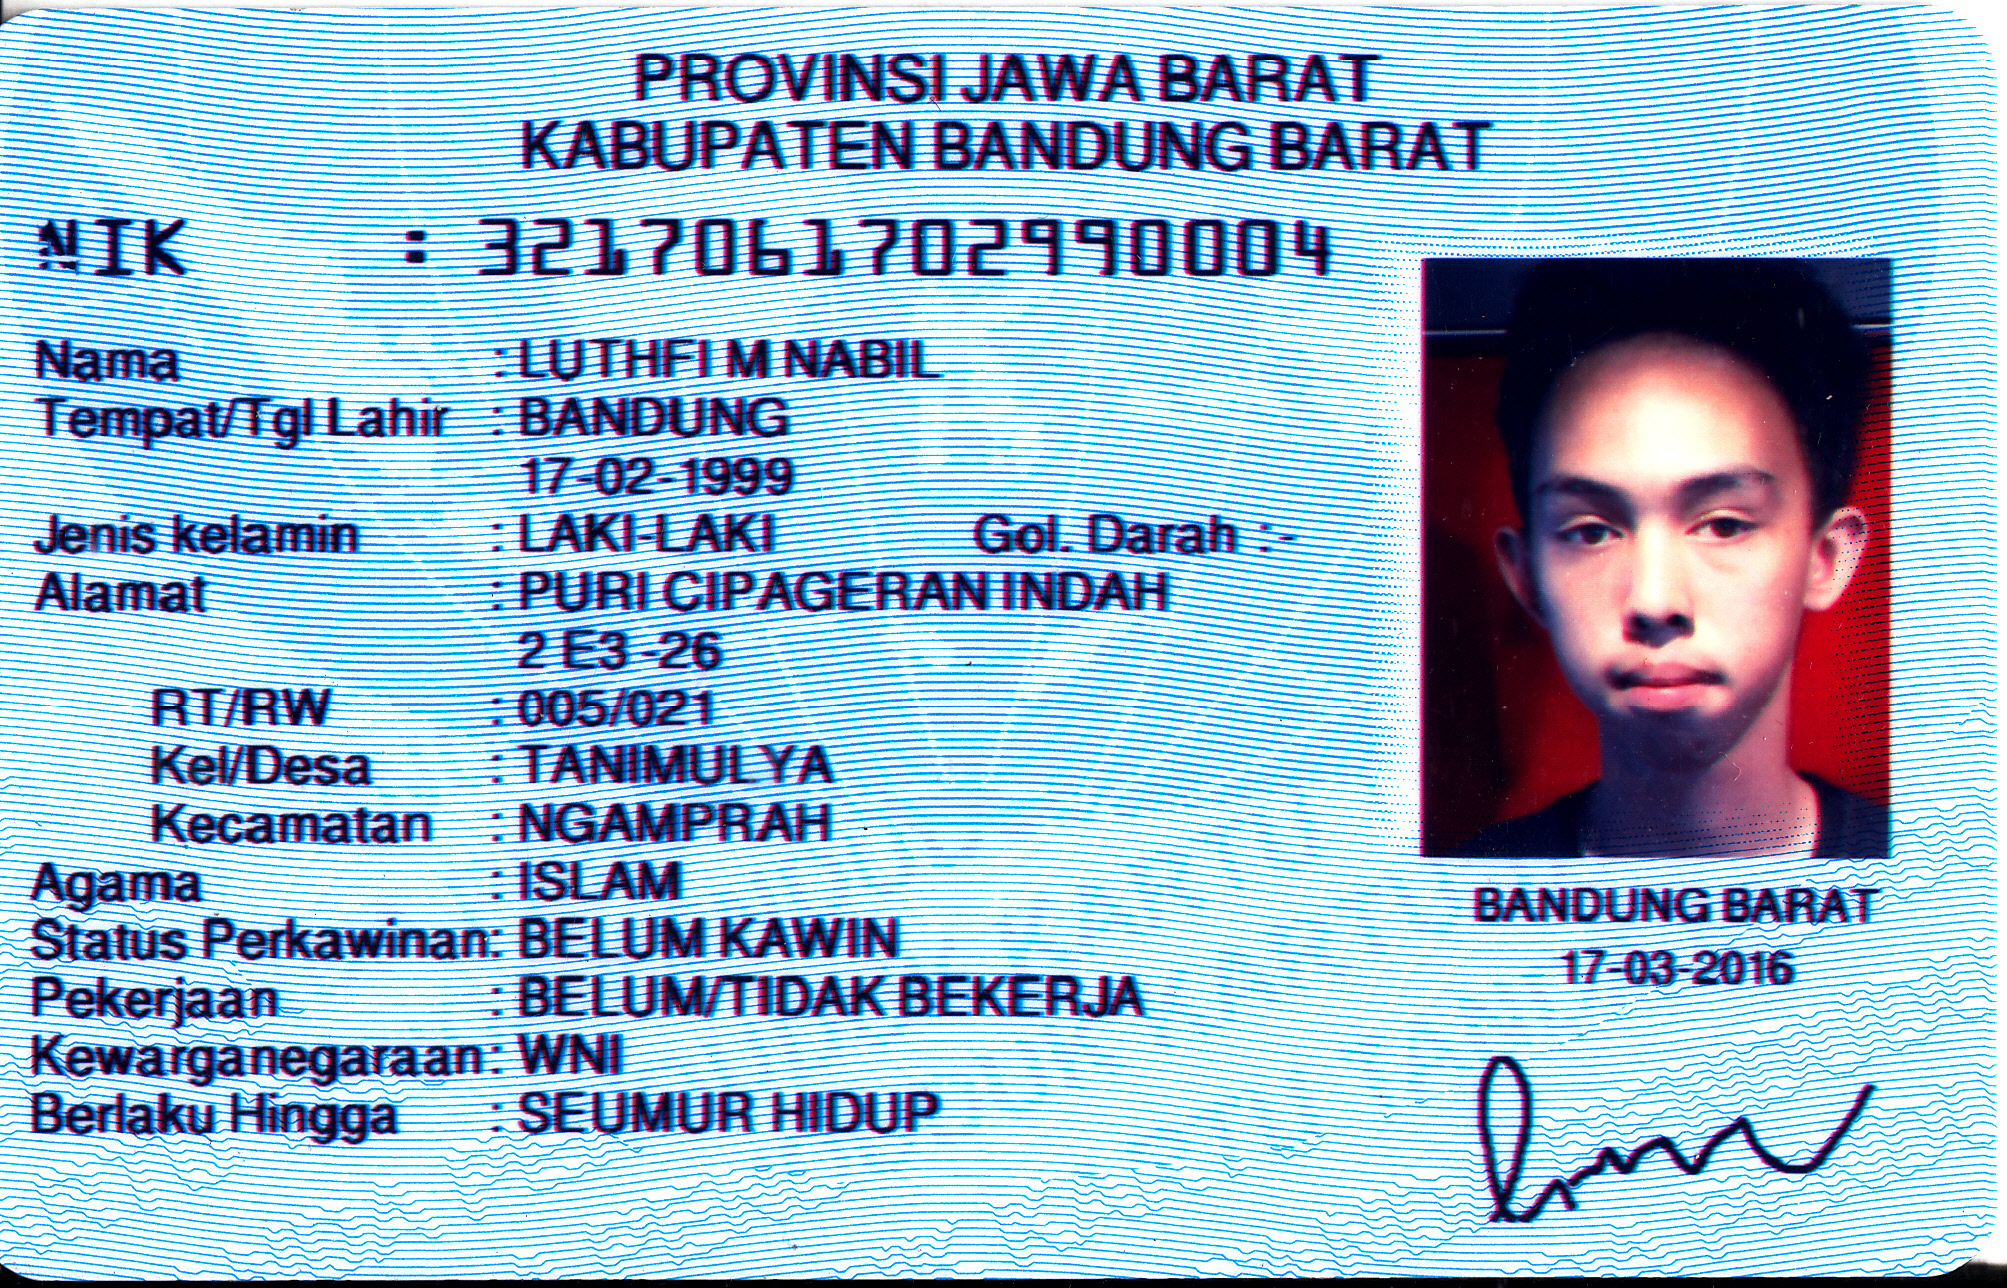 PROVINSI JAWA BARAT
KABUPATEN BANDUNG BARAT
NIK : 3217061702990004
Nama : LUTHFI M NABIL
Tempat/Tgl Lahir : BANDUNG
17-02-1999
Jenis kelamin : LAKI-LAKI Gol. Darah :-
Alamat : PURI CIPAGERAN INDAH
2 E3 -26
RT/RW : 005/021
Kel/Desa : TANIMULYA
Kecamatan : NGAMPRAH
Agama : ISLAM
Status Perkawinan: BELUM KAWIN
Pekerjaan : BELUM/TIDAK BEKERJA
Kewarganegaraan: WNI
Berlaku Hingga : SEUMUR HIDUP
BANDUNG BARAT
17-03-2016